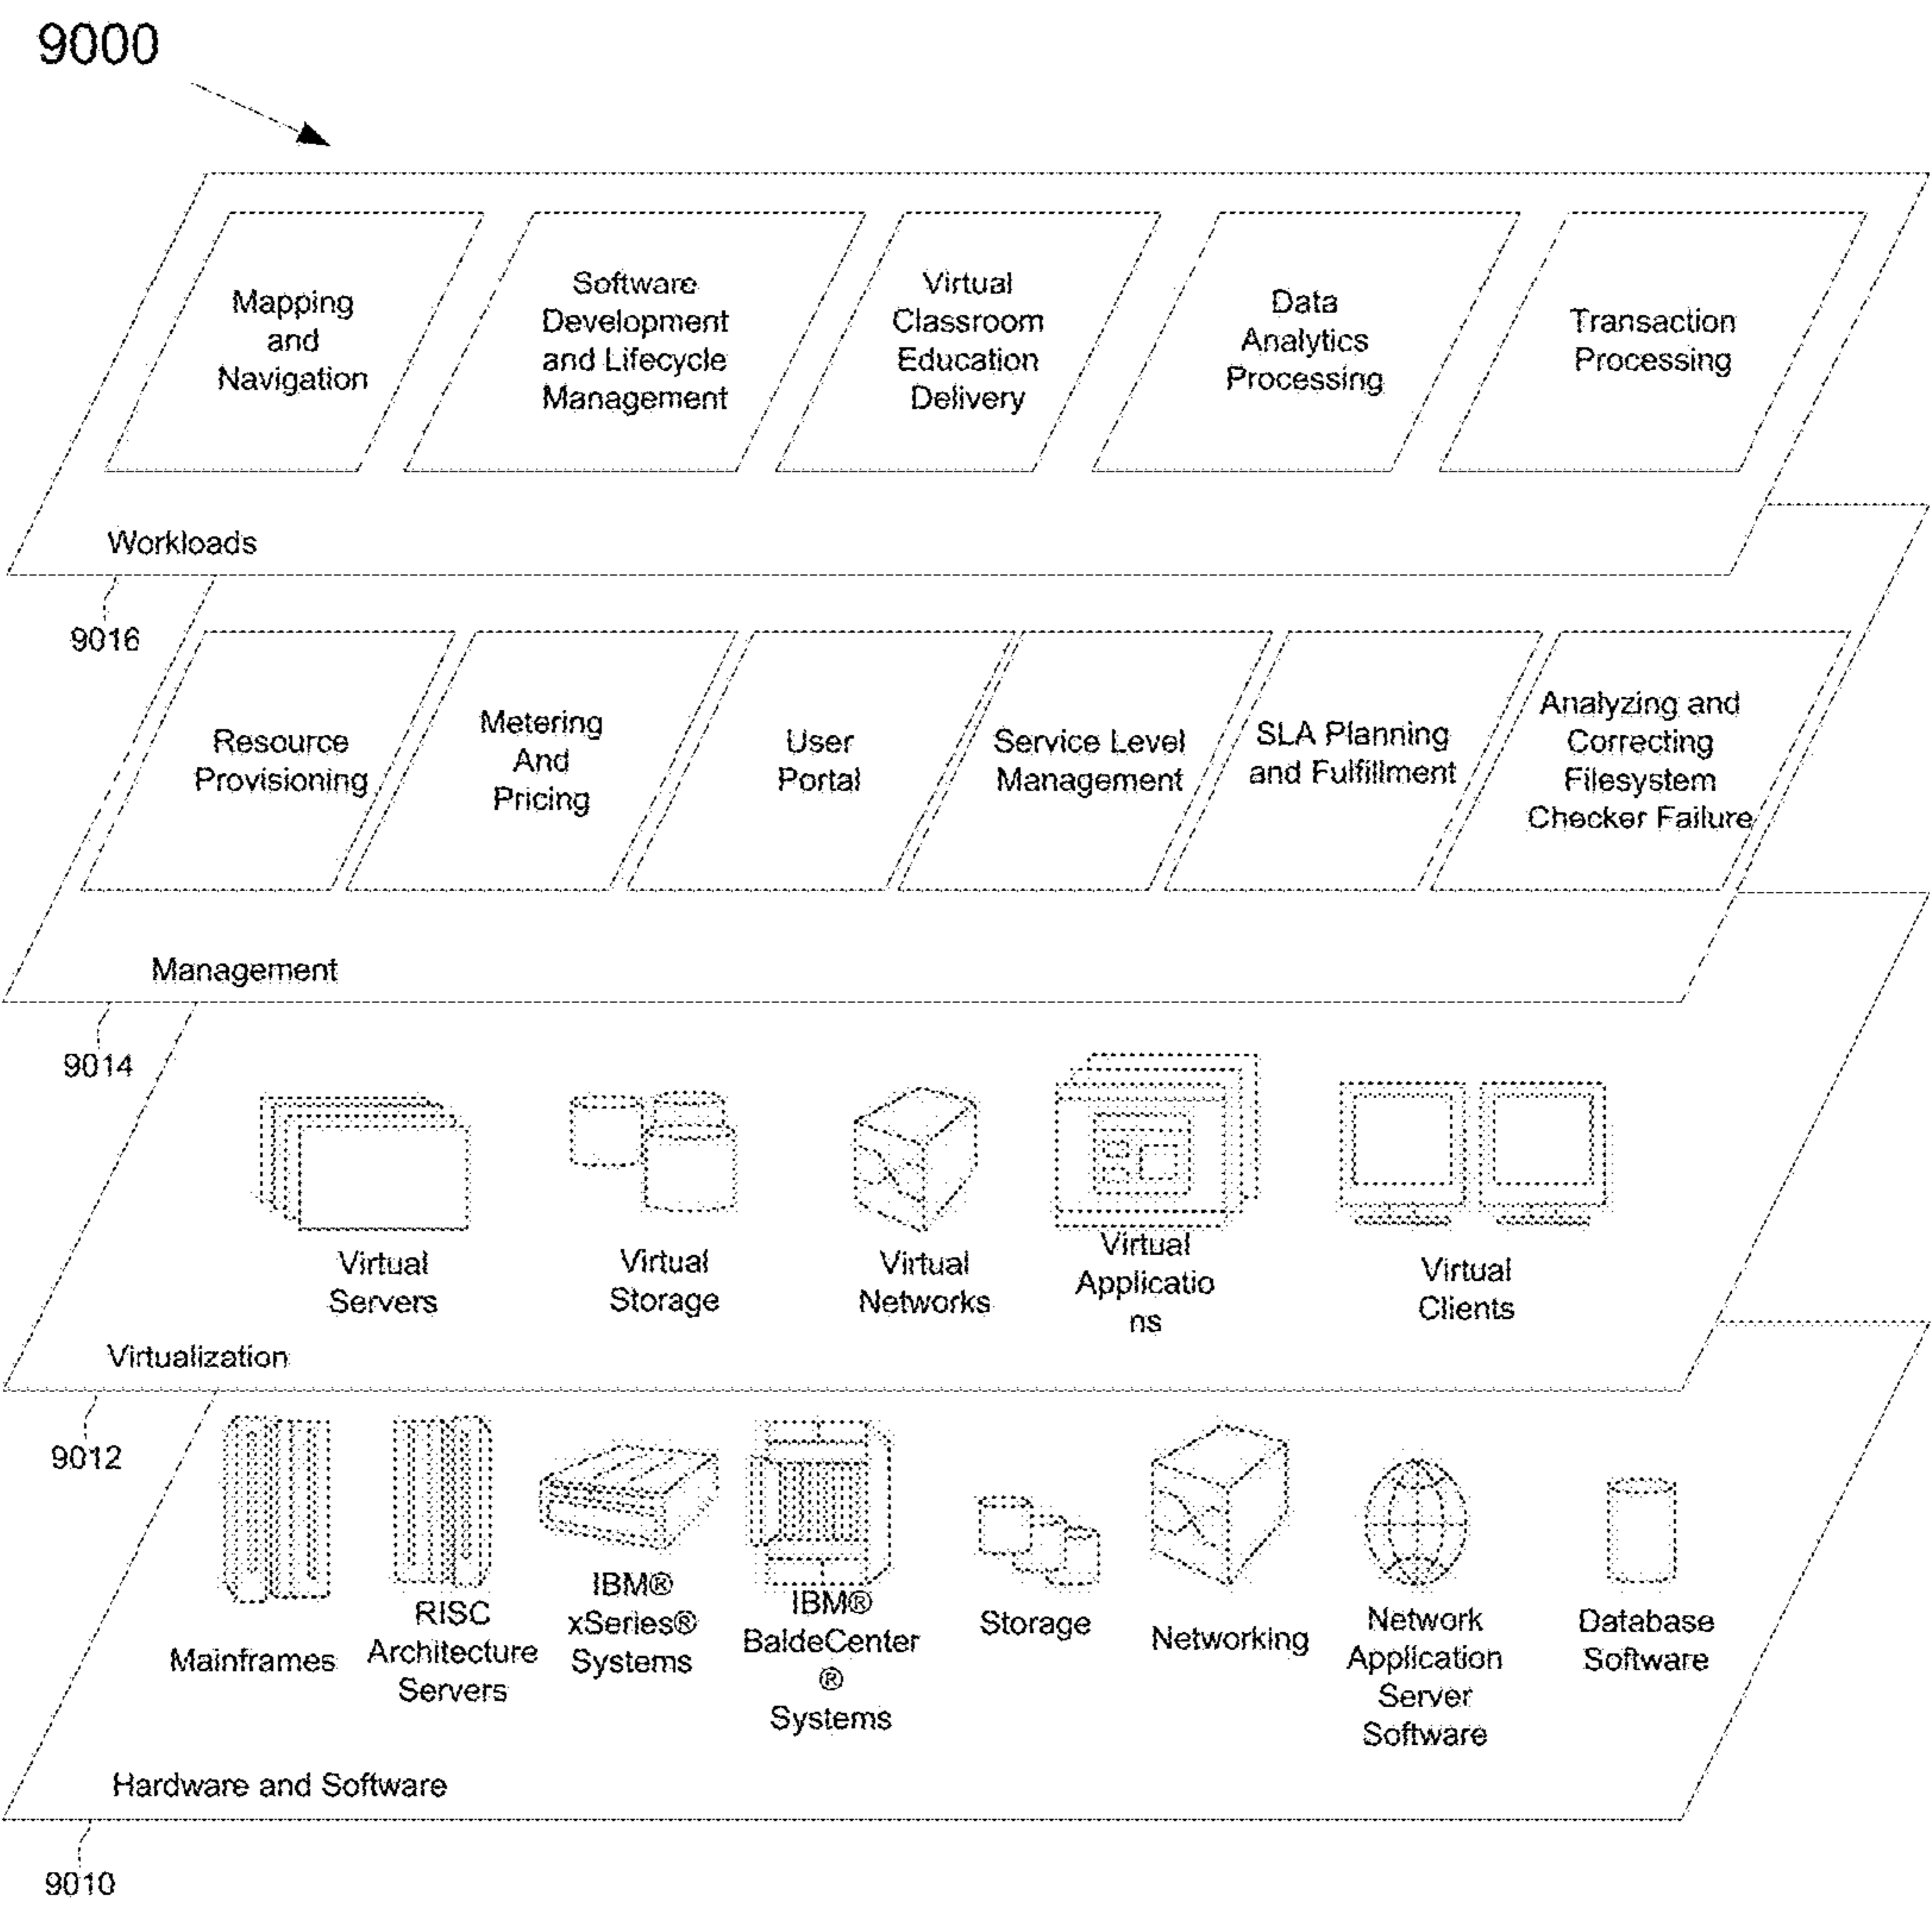 9000
Mapping
and
Navigation
Software
Development
and Lifecycle
Management
Virtual
Classroom
Education
Delivery
Data
Analytics
Processing
Transaction
Processing
Workloads
9016
Resource
Provisioning
Metering
And
Pricing
User
Portal
Service Level
Management
SLA Planning
and Fulfillment
Analyzing and
Correcting
Filesystem
Checker Failure
Management
9014
Virtual
Servers
Virtual
Storage
Virtual
Networks
Virtual
Applicatio
ns
Virtual
Clients
Virtualization
9012
Mainframes
RISC
Architecture
Servers
IBM®
xSeries®
Systems
IBM®
BaldeCenter
®
Systems
Storage
Networking
Network
Application
Server
Software
Database
Software
Hardware and Software
9010